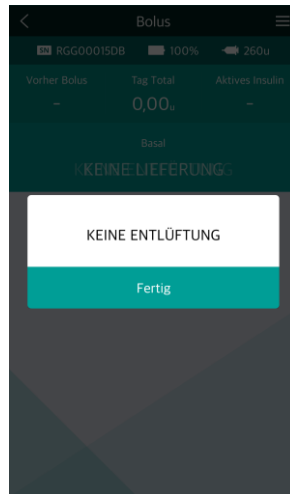 Bolus
SN RGG00015DB 100% 260u
Vorher Bolus Tag Total Aktives Insulin
- 0,00u -
Basal
KEINE LIEFERUNG
KEINE ENTLÜFTUNG
Fertig